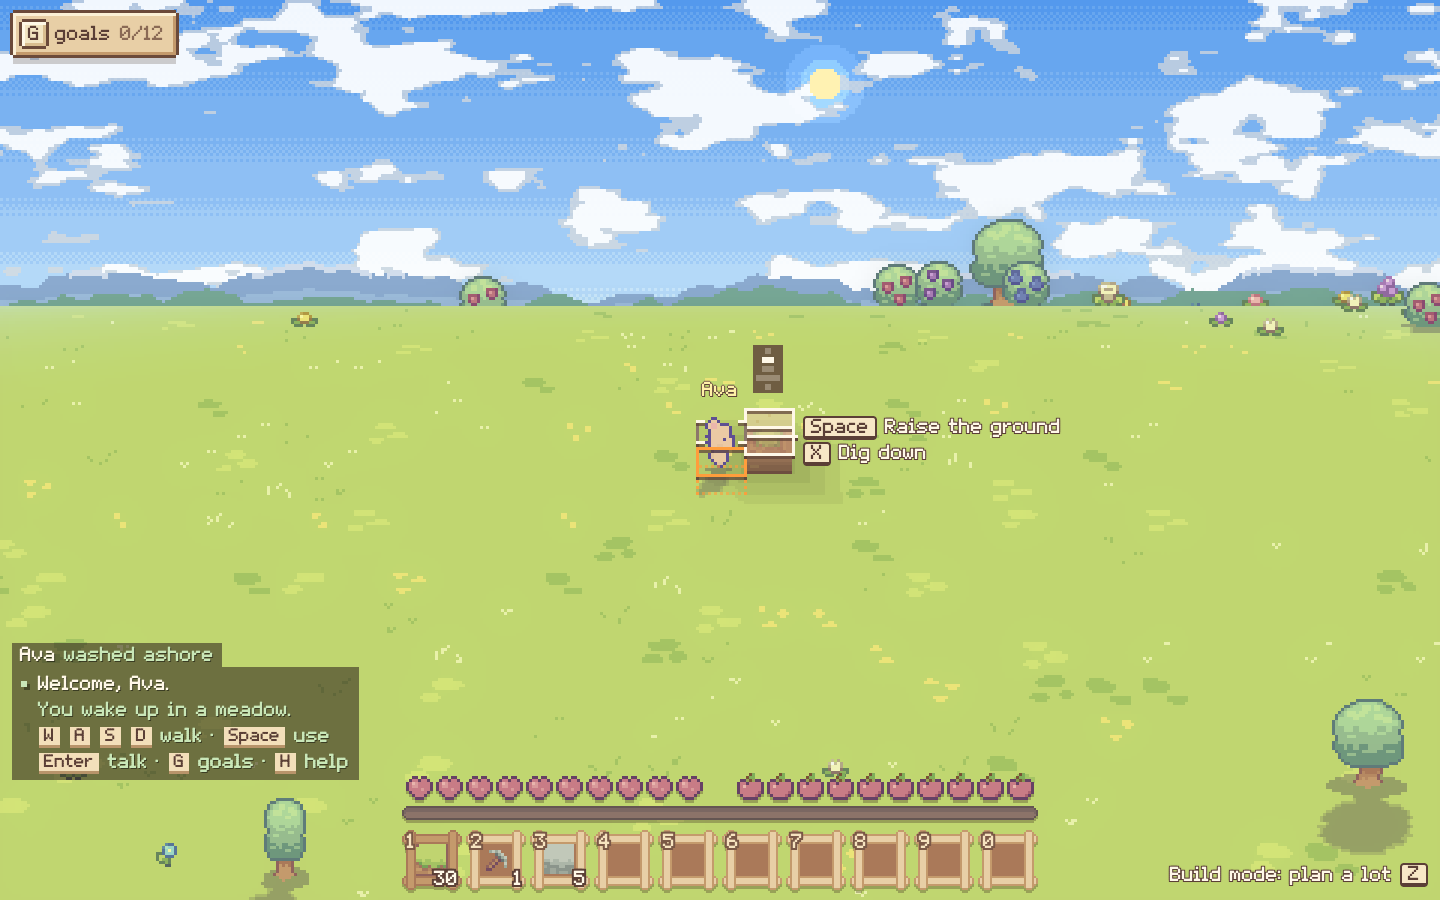 G goals 0/12
Ava
Space Raise the ground
X Dig down
Ava washed ashore
Welcome, Ava.
You wake up in a meadow.
W A S D walk · Space use
Enter talk · G goals · H help
1 2 3 4 5 6 7 8 9 0
30 1 5
Build mode: plan a lot Z